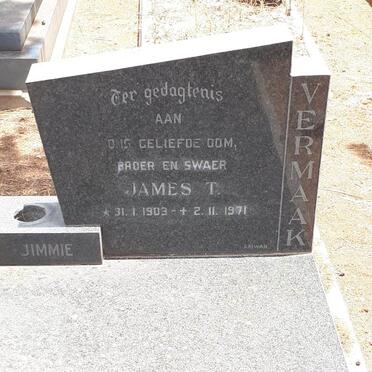 Ter gedagtenis
AAN
ONS GELIEFDE OOM,
BROER EN SWAER
JAMES T.
* 31.1.1903 - + 2.11.1971
VERMAAK
JIMMIE